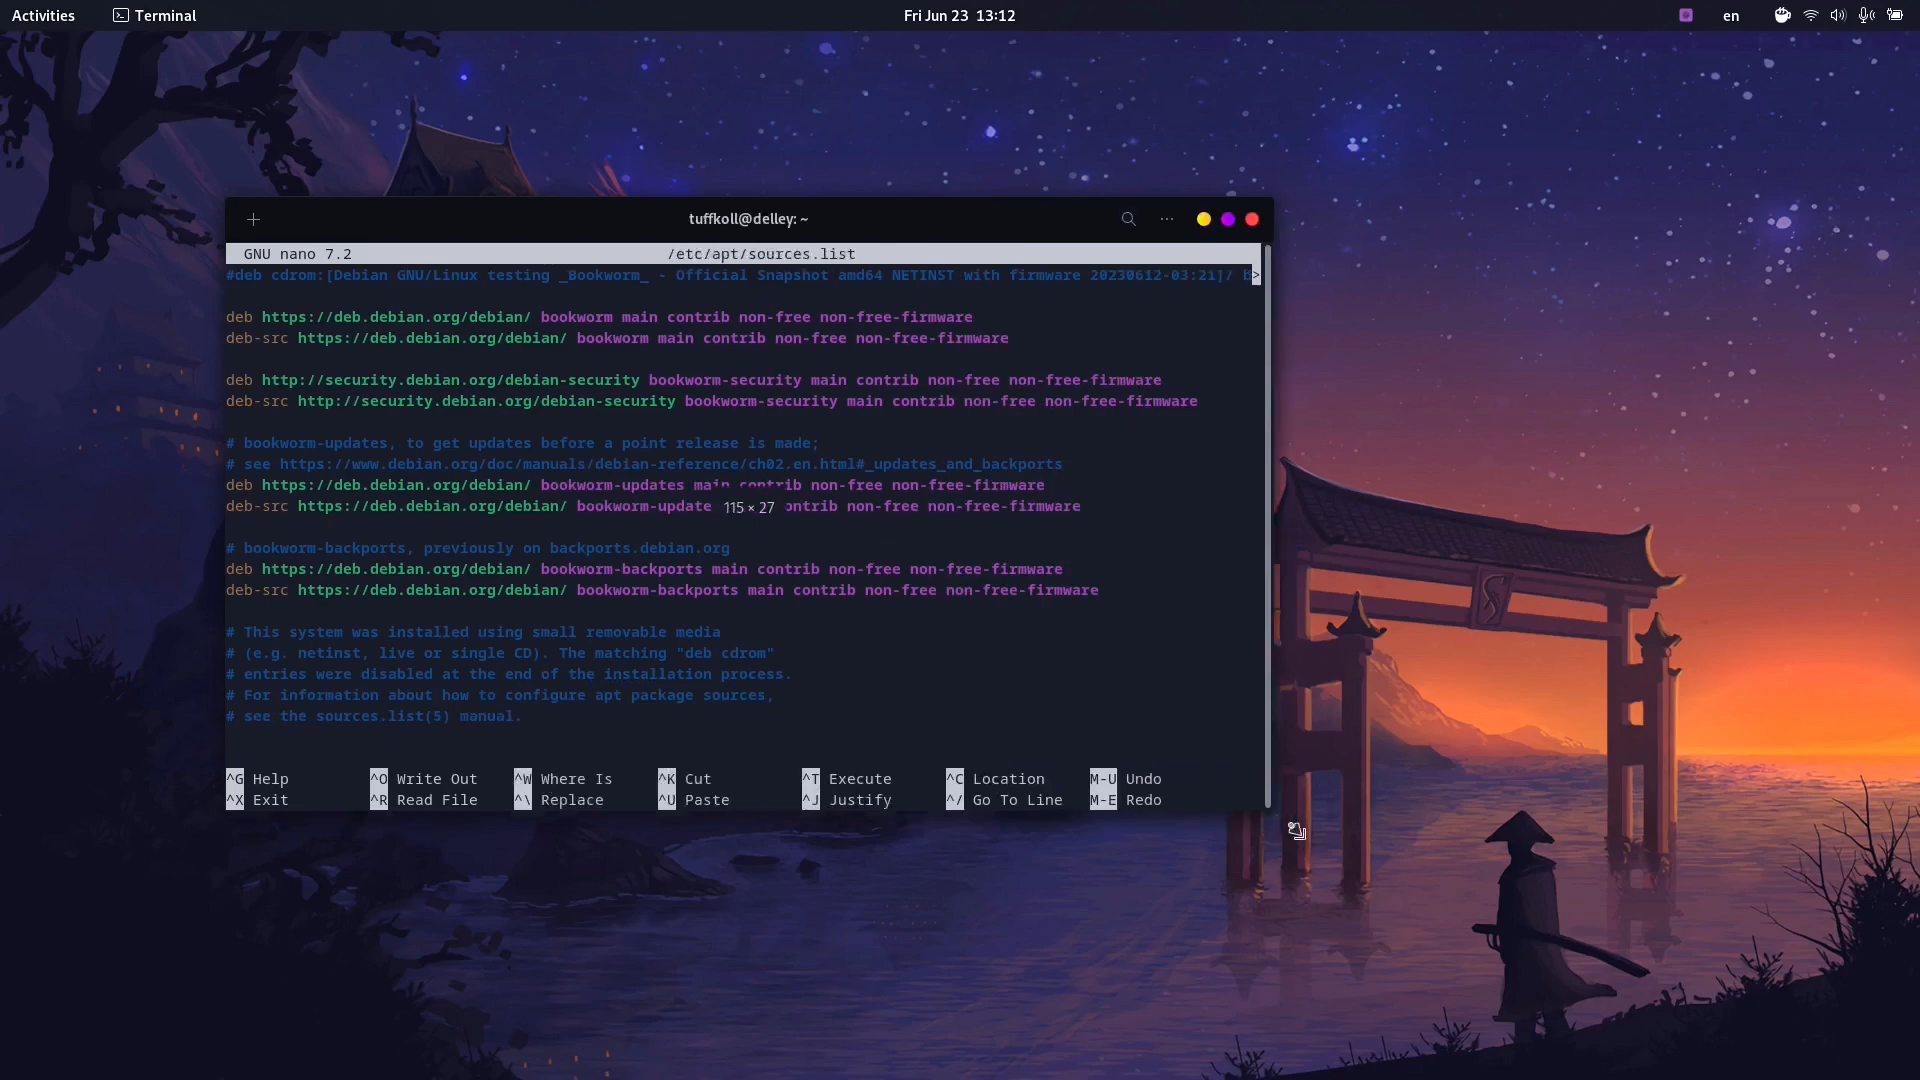 Activities Terminal Fri Jun 23 13:12 en
tuffkoll@delley: ~
GNU nano 7.2 /etc/apt/sources.list
#deb cdrom:[Debian GNU/Linux testing _Bookworm_ - Official Snapshot amd64 NETINST with firmware 20230612-03:21]/ b>
deb https://deb.debian.org/debian/ bookworm main contrib non-free non-free-firmware
deb-src https://deb.debian.org/debian/ bookworm main contrib non-free non-free-firmware
deb http://security.debian.org/debian-security bookworm-security main contrib non-free non-free-firmware
deb-src http://security.debian.org/debian-security bookworm-security main contrib non-free non-free-firmware
# bookworm-updates, to get updates before a point release is made;
# see https://www.debian.org/doc/manuals/debian-reference/ch02.en.html#_updates_and_backports
deb https://deb.debian.org/debian/ bookworm-updates main contrib non-free non-free-firmware
deb-src https://deb.debian.org/debian/ bookworm-update 115 × 27 ontrib non-free non-free-firmware
# bookworm-backports, previously on backports.debian.org
deb https://deb.debian.org/debian/ bookworm-backports main contrib non-free non-free-firmware
deb-src https://deb.debian.org/debian/ bookworm-backports main contrib non-free non-free-firmware
# This system was installed using small removable media
# (e.g. netinst, live or single CD). The matching "deb cdrom"
# entries were disabled at the end of the installation process.
# For information about how to configure apt package sources,
# see the sources.list(5) manual.
^G Help ^O Write Out ^W Where Is ^K Cut ^T Execute ^C Location M-U Undo
^X Exit ^R Read File ^\ Replace ^U Paste ^J Justify ^/ Go To Line M-E Redo